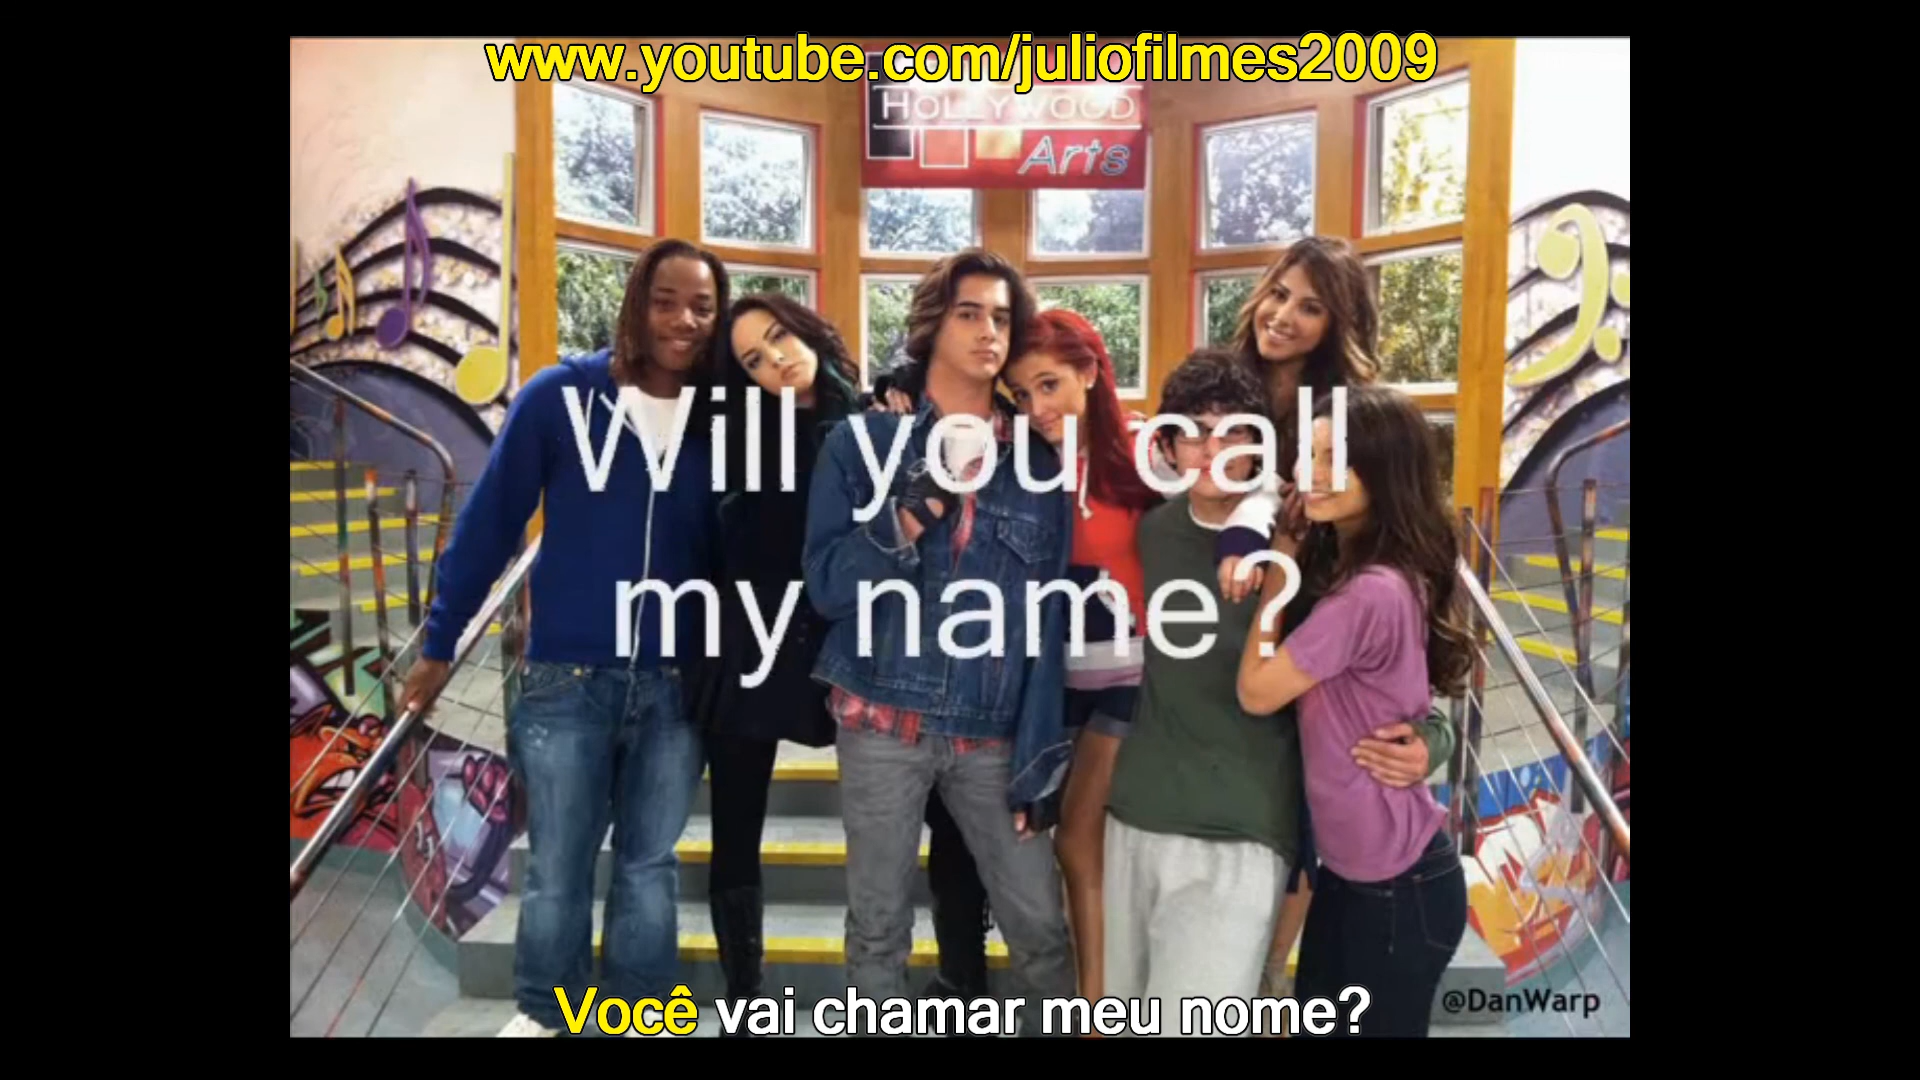 www.youtube.com/juliofilmes2009
HOLLYWOOD
Arts
Will you call
my name?
Você vai chamar meu nome?
@DanWarp